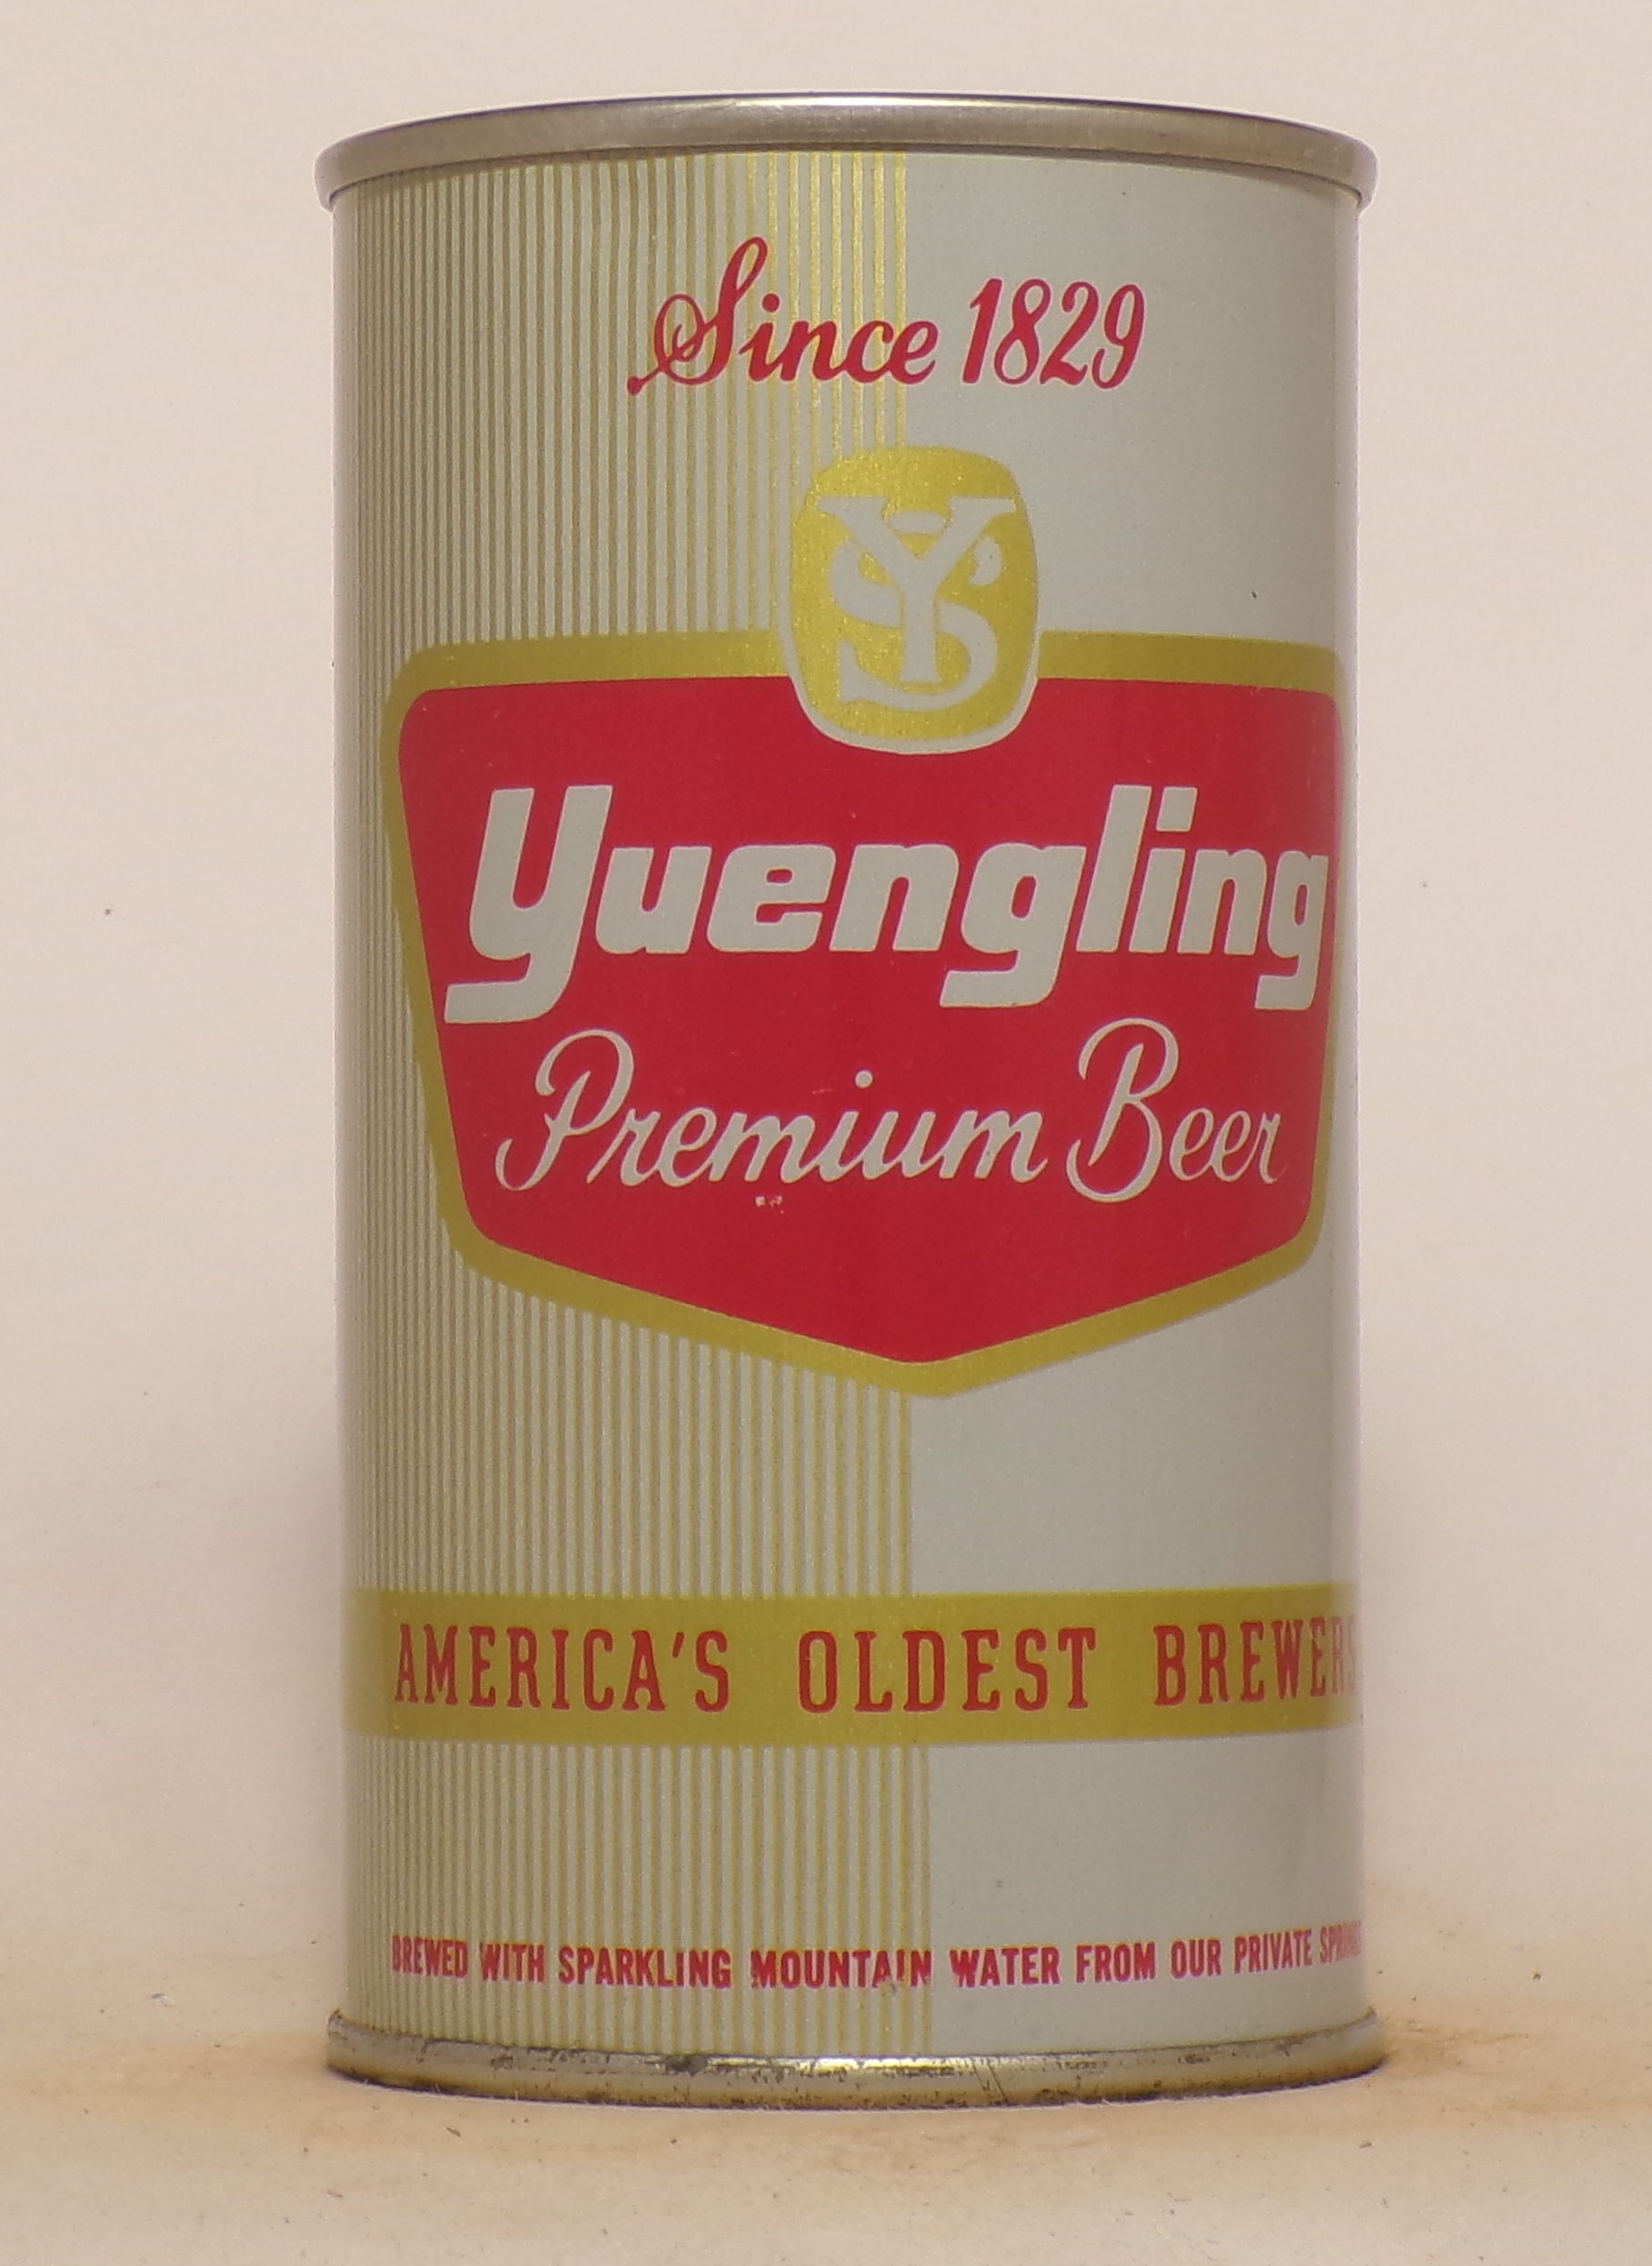 Since 1829
YS
Yuengling
Premium Beer
AMERICA'S OLDEST BREWERS
BREWED WITH SPARKLING MOUNTAIN WATER FROM OUR PRIVATE